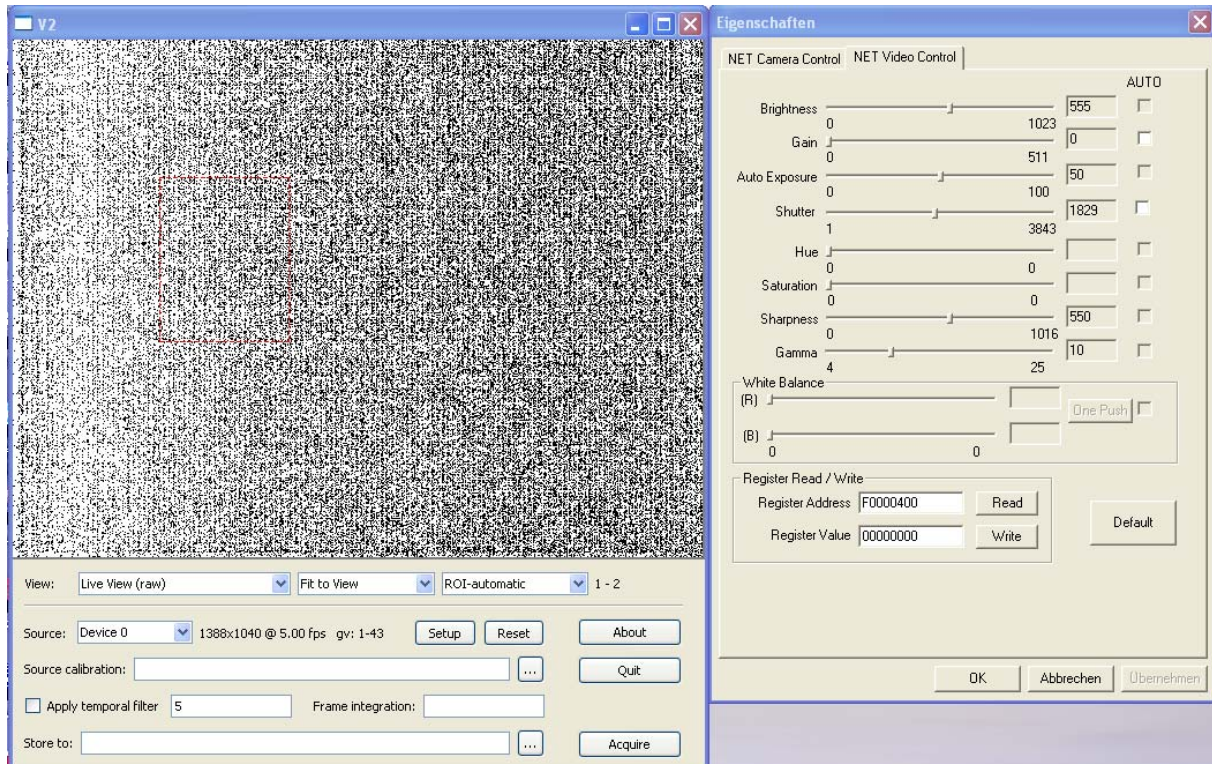 V2
View: Live View (raw) Fit to View ROI-automatic 1 - 2
Source: Device 0 1388x1040 @ 5.00 fps gv: 1-43 Setup Reset About
Source calibration: ... Quit
Apply temporal filter 5 Frame integration:
Store to: ... Acquire
Eigenschaften
NET Camera Control NET Video Control
AUTO
Brightness 555
0 1023
Gain 0
0 511
Auto Exposure 50
0 100
Shutter 1829
1 3843
Hue
0 0
Saturation
0 0
Sharpness 550
0 1016
Gamma 10
4 25
White Balance
(R)
One Push
(B)
0 0
Register Read / Write
Register Address F0000400 Read
Register Value 00000000 Write
Default
OK Abbrechen Übernehmen